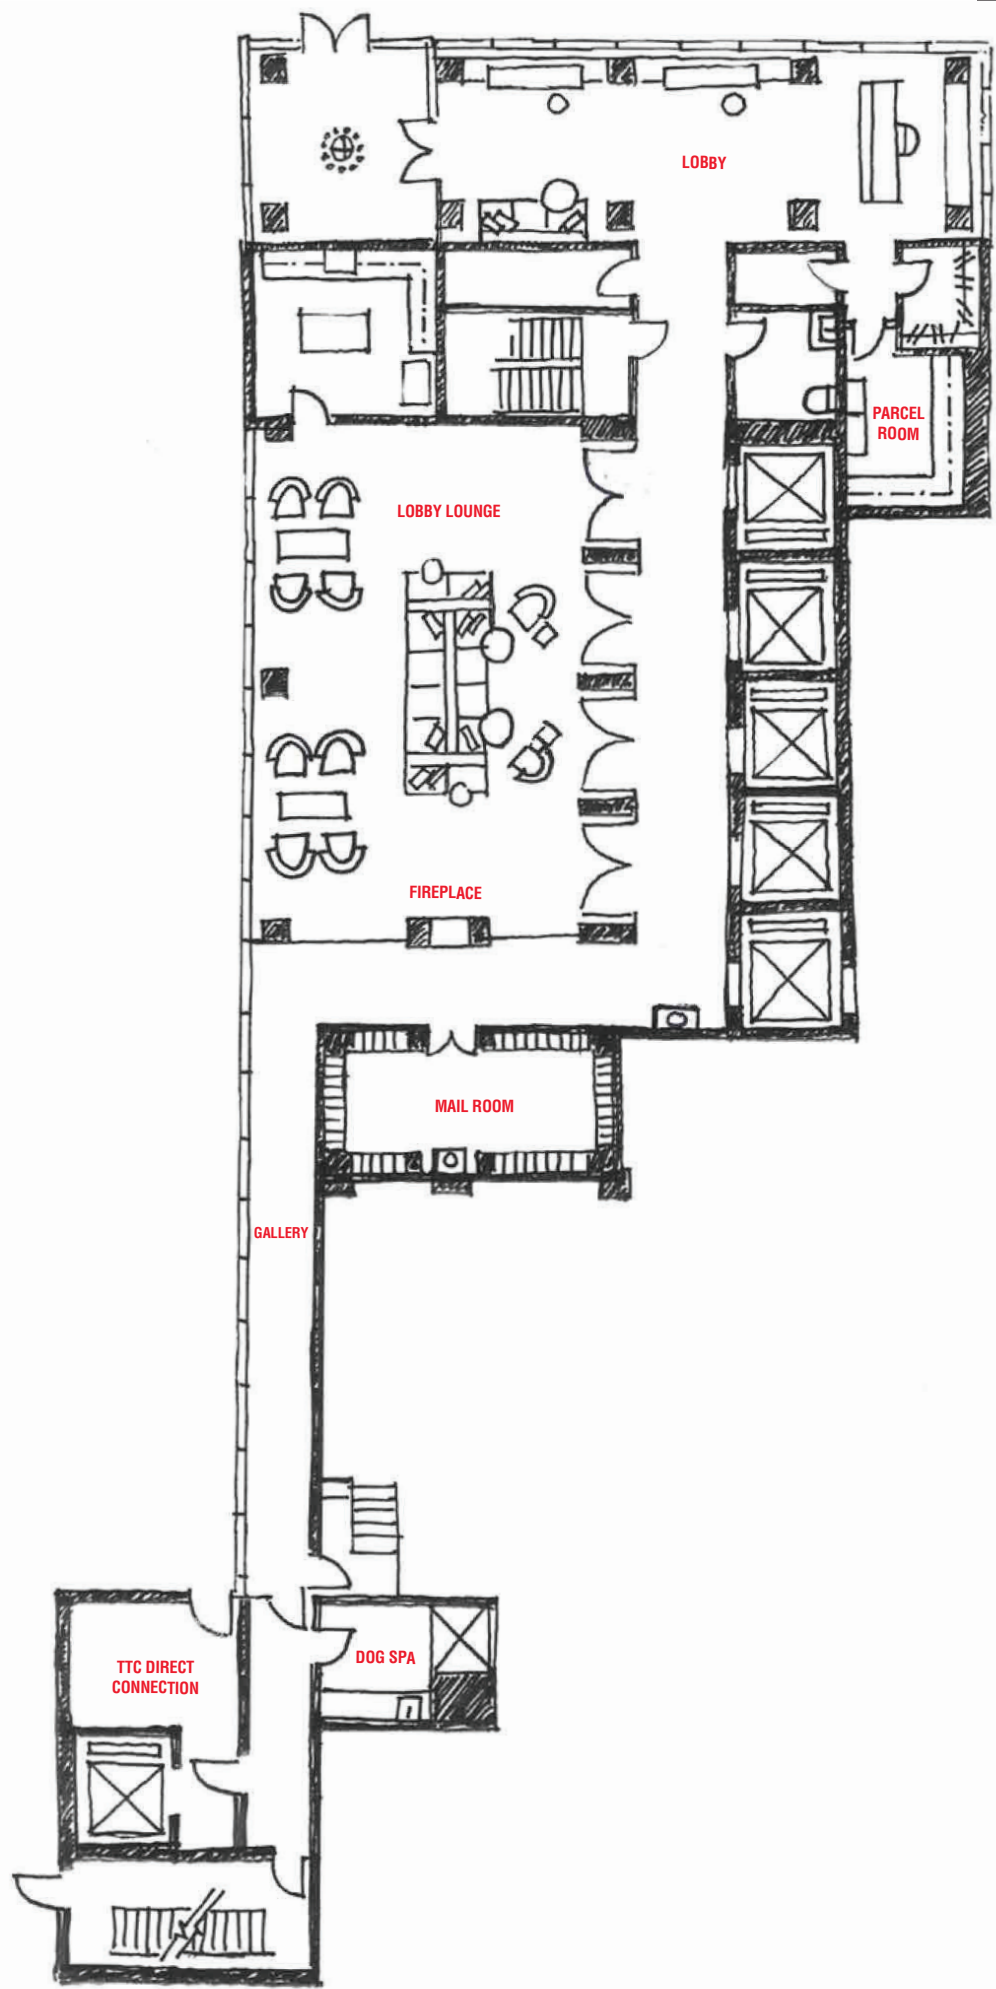 LOBBY
PARCEL
ROOM
LOBBY LOUNGE
FIREPLACE
MAIL ROOM
GALLERY
DOG SPA
TTC DIRECT
CONNECTION